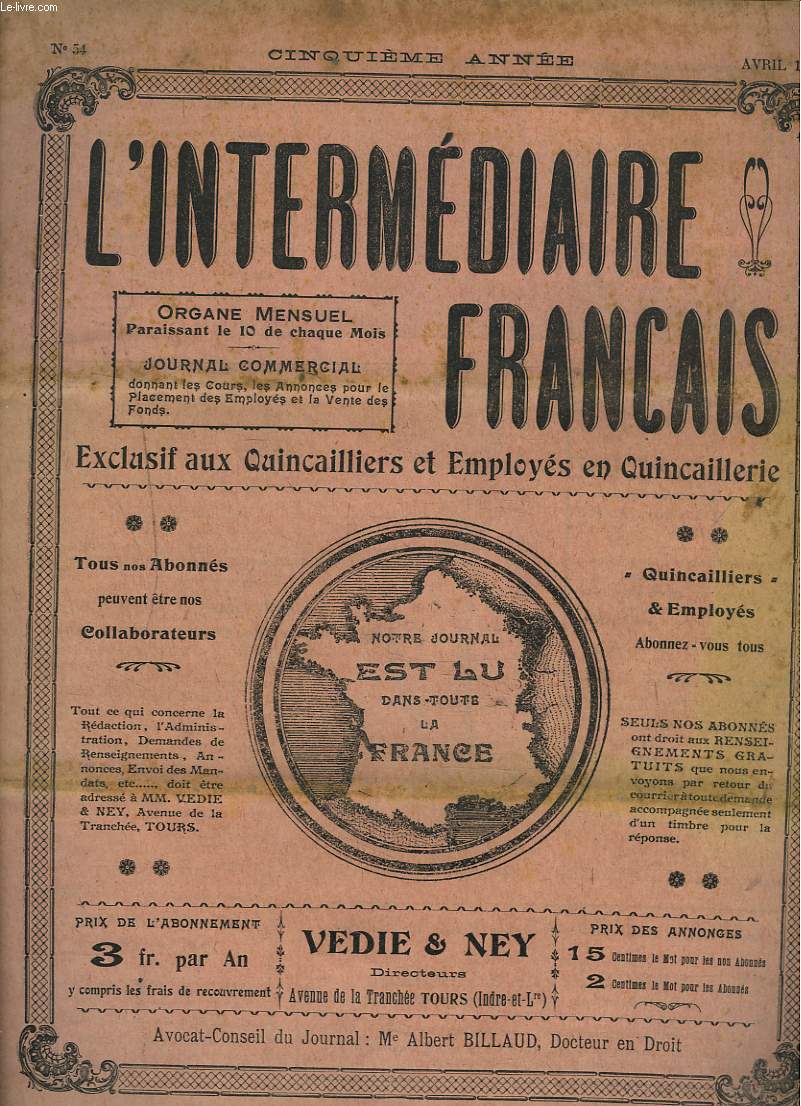 Le-livre.com
Nº 54
CINQUIÈME ANNÉE
AVRIL 1
L'INTERMÉDIAIRE
FRANCAIS
ORGANE MENSUEL
Paraissant le 10 de chaque Mois
JOURNAL COMMERCIAL
donnant les Cours, les Annonces pour le
Placement des Employés et la Vente des
Fonds.
Exclusif aux Quincailliers et Employés en Quincaillerie
Tous nos Abonnés
peuvent être nos
Collaborateurs
Tout ce qui concerne la
Rédaction, l'Adminis-
tration, Demandes de
Renseignements, An-
nonces, Envoi des Man-
dats, etc....., doit être
adressé à MM. VEDIE
& NEY, Avenue de la
Tranchée, TOURS.
NOTRE JOURNAL
EST LU
DANS TOUTE
LA
FRANCE
" Quincailliers "
& Employés
Abonnez-vous tous
SEULS NOS ABONNÉS
ont droit aux RENSEI-
GNEMENTS GRA-
TUITS que nous en-
voyons par retour du
courrier à toute demande
accompagnée seulement
d'un timbre pour la
réponse.
PRIX DE L'ABONNEMENT
3 fr. par An
y compris les frais de recouvrement
VEDIE & NEY
Directeurs
Avenue de la Tranchée TOURS (Indre-et-Lre)
PRIX DES ANNONCES
15 Centimes le Mot pour les non Abonnés
2 Centimes le Mot pour les Abonnés
Avocat-Conseil du Journal : Me Albert BILLAUD, Docteur en Droit